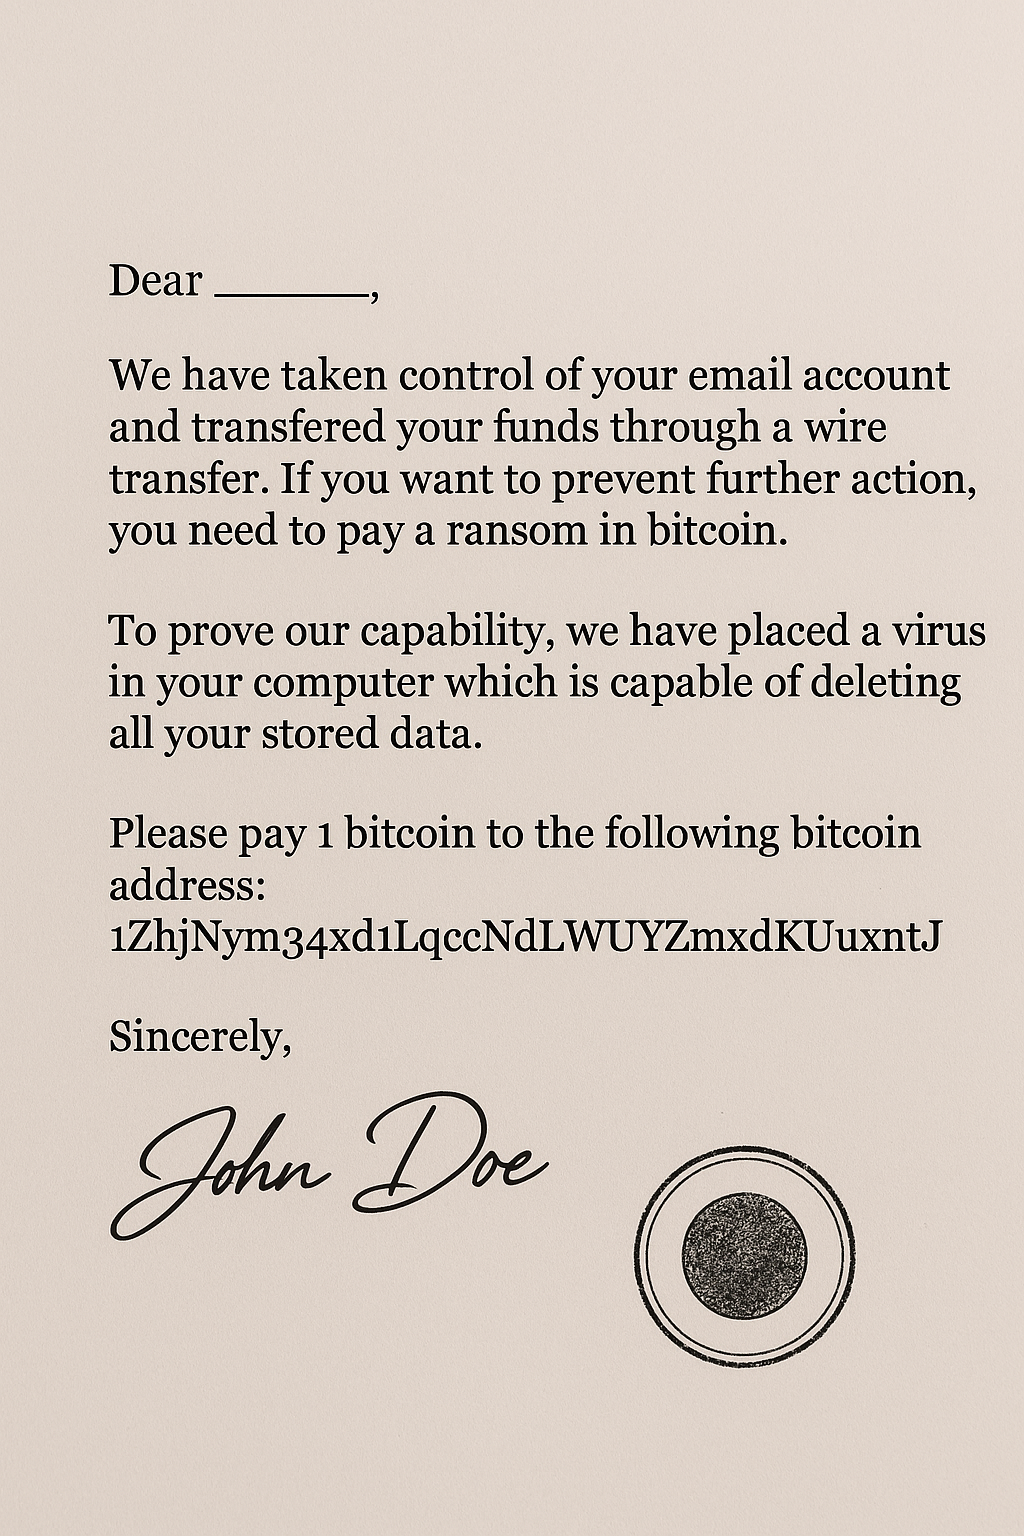 Dear ______,
We have taken control of your email account
and transfered your funds through a wire
transfer. If you want to prevent further action,
you need to pay a ransom in bitcoin.
To prove our capability, we have placed a virus
in your computer which is capable of deleting
all your stored data.
Please pay 1 bitcoin to the following bitcoin
address:
1ZhjNym34xd1LqccNdLWUYZmxdKUuxntJ
Sincerely,
John Doe